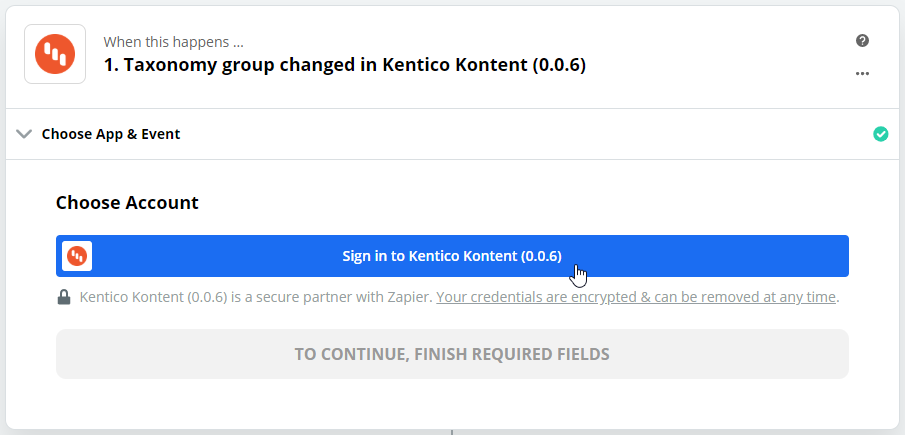 When this happens ...
1. Taxonomy group changed in Kentico Kontent (0.0.6)
Choose App & Event
Choose Account
Sign in to Kentico Kontent (0.0.6)
Kentico Kontent (0.0.6) is a secure partner with Zapier. Your credentials are encrypted & can be removed at any time.
TO CONTINUE, FINISH REQUIRED FIELDS